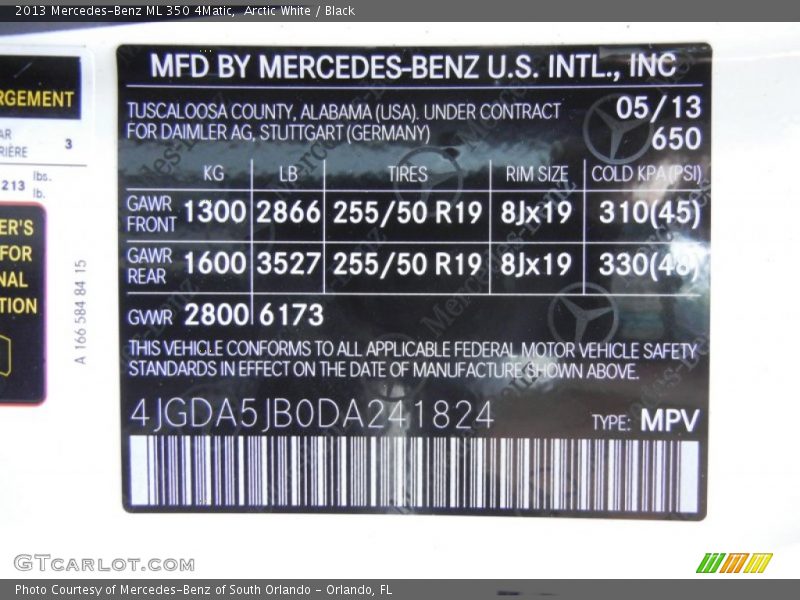 2013 Mercedes-Benz ML 350 4Matic, Arctic White / Black
MFD BY MERCEDES-BENZ U.S. INTL., INC
TUSCALOOSA COUNTY, ALABAMA (USA). UNDER CONTRACT
FOR DAIMLER AG, STUTTGART (GERMANY)
05/13
650
KG LB TIRES RIM SIZE COLD KPA(PSI)
GAWR FRONT 1300 2866 255/50 R19 8Jx19 310(45)
GAWR REAR 1600 3527 255/50 R19 8Jx19 330(48)
GVWR 2800 6173
THIS VEHICLE CONFORMS TO ALL APPLICABLE FEDERAL MOTOR VEHICLE SAFETY
STANDARDS IN EFFECT ON THE DATE OF MANUFACTURE SHOWN ABOVE.
4JGDA5JB0DA241824 TYPE: MPV
RGEMENT
AR
RIÈRE
3
213 lbs.
lb.
ER'S
FOR
NAL
TION
A 166 584 84 15
GTcarlot.com
Photo Courtesy of Mercedes-Benz of South Orlando - Orlando, FL